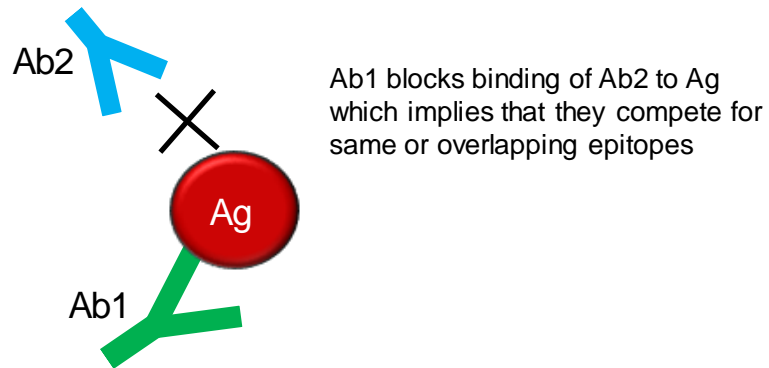 Ab2
Ab1 blocks binding of Ab2 to Ag
which implies that they compete for
same or overlapping epitopes
Ag
Ab1